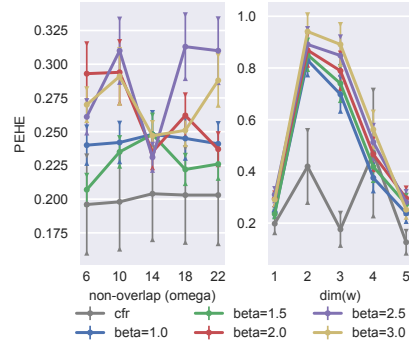 0.325
0.300
0.275
0.250
0.225
0.200
0.175
PEHE
6 10 14 18 22
non-overlap (omega)
1.0
0.8
0.6
0.4
0.2
1 2 3 4 5
dim(w)
cfr beta=1.5 beta=2.5
beta=1.0 beta=2.0 beta=3.0